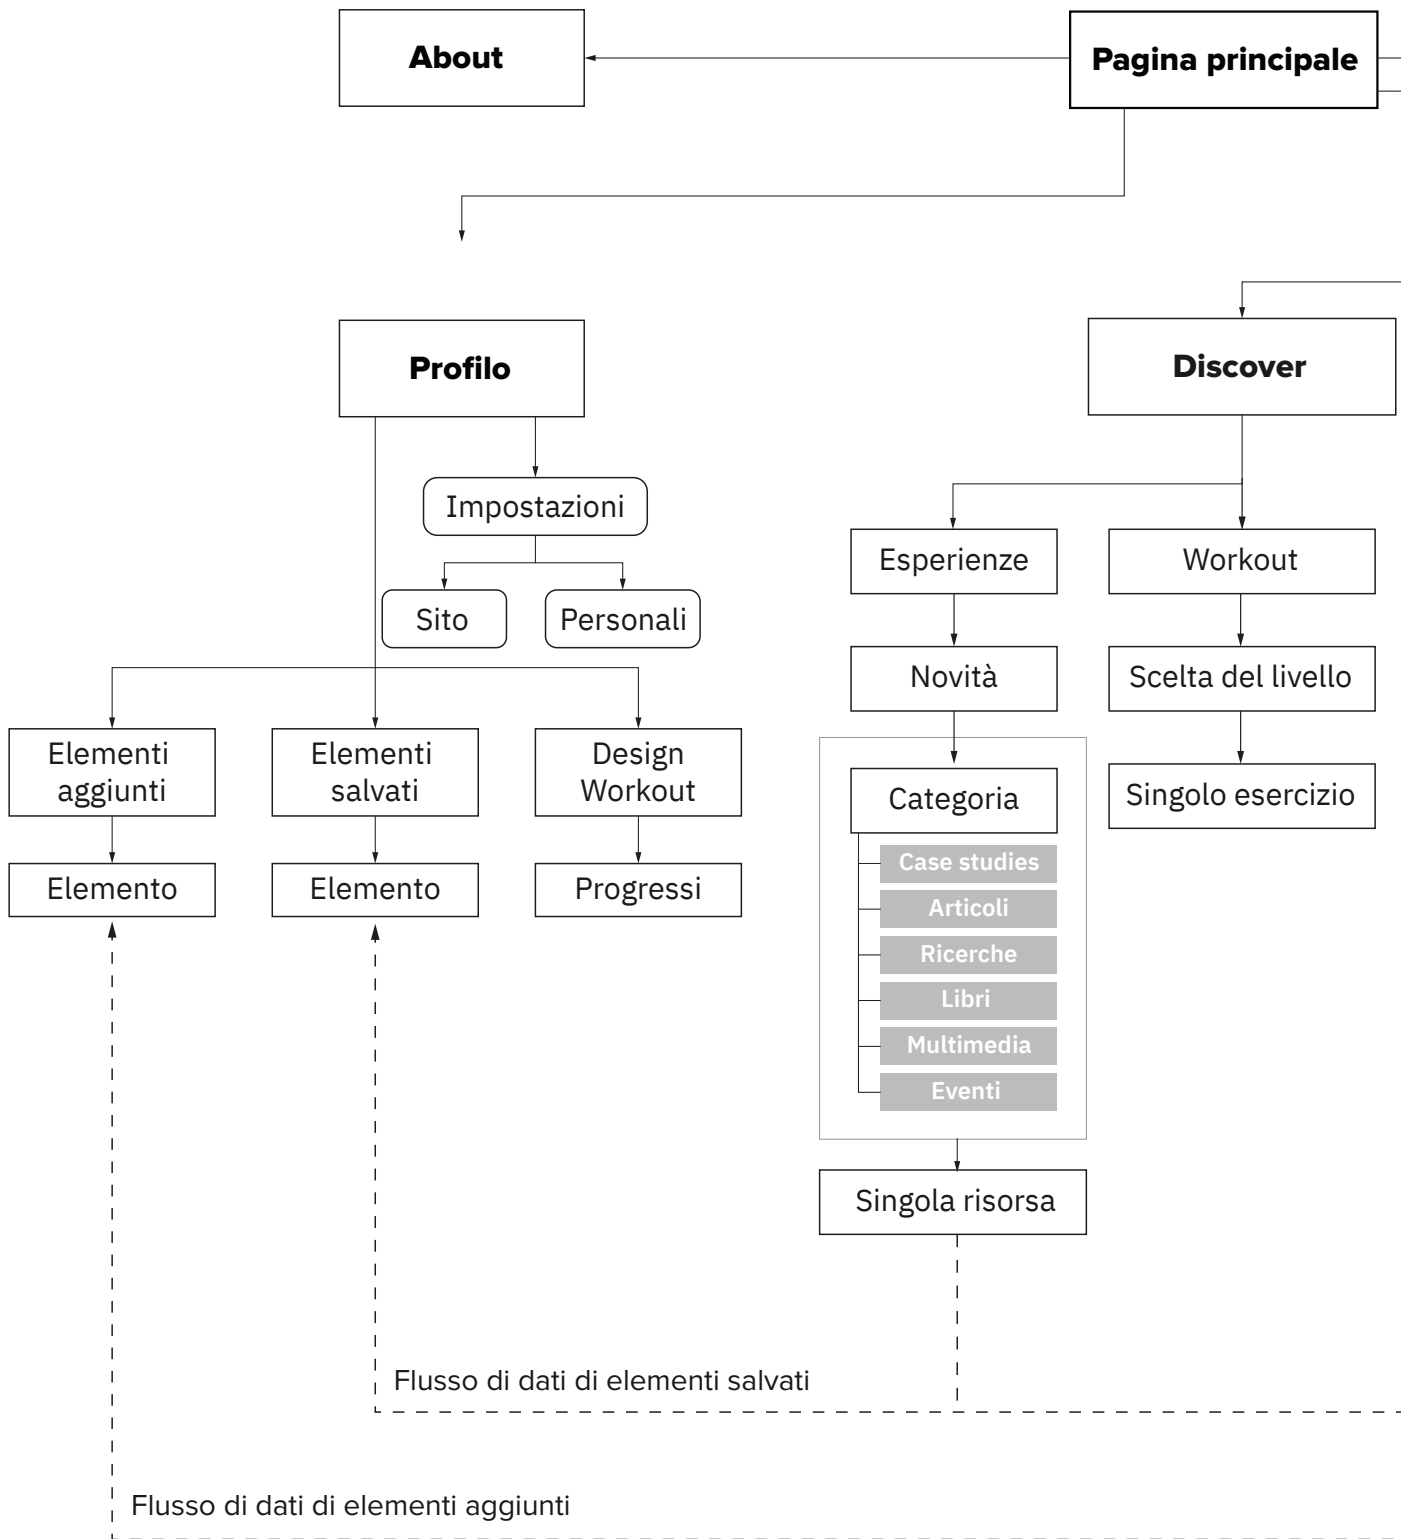 About
Pagina principale
Profilo
Discover
Impostazioni
Sito
Personali
Esperienze
Workout
Novità
Scelta del livello
Elementi
aggiunti
Elementi
salvati
Design
Workout
Categoria
Singolo esercizio
Elemento
Elemento
Progressi
Case studies
Articoli
Ricerche
Libri
Multimedia
Eventi
Singola risorsa
Flusso di dati di elementi salvati
Flusso di dati di elementi aggiunti